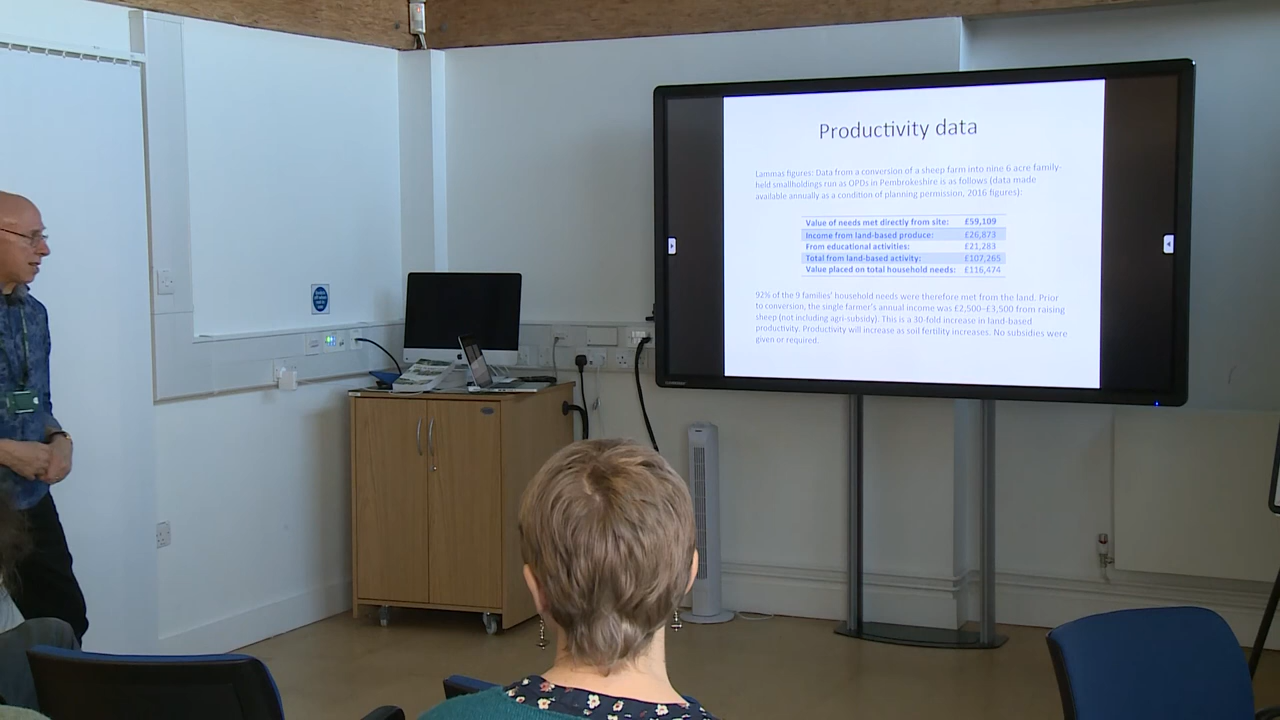 Productivity data
Lammas figures: Data from a conversion of a sheep farm into nine 6 acre family-
held smallholdings run as OPDs in Pembrokeshire is as follows (data made
available annually as a condition of planning permission, 2016 figures):
Value of needs met directly from site: £59,109
Income from land-based produce: £26,873
From educational activities: £21,283
Total from land-based activity: £107,265
Value placed on total household needs: £116,474
92% of the 9 families' household needs were therefore met from the land. Prior
to conversion, the single farmer's annual income was £2,500–£3,500 from raising
sheep (not including agri-subsidy). This is a 30-fold increase in land-based
productivity. Productivity will increase as soil fertility increases. No subsidies were
given or required.